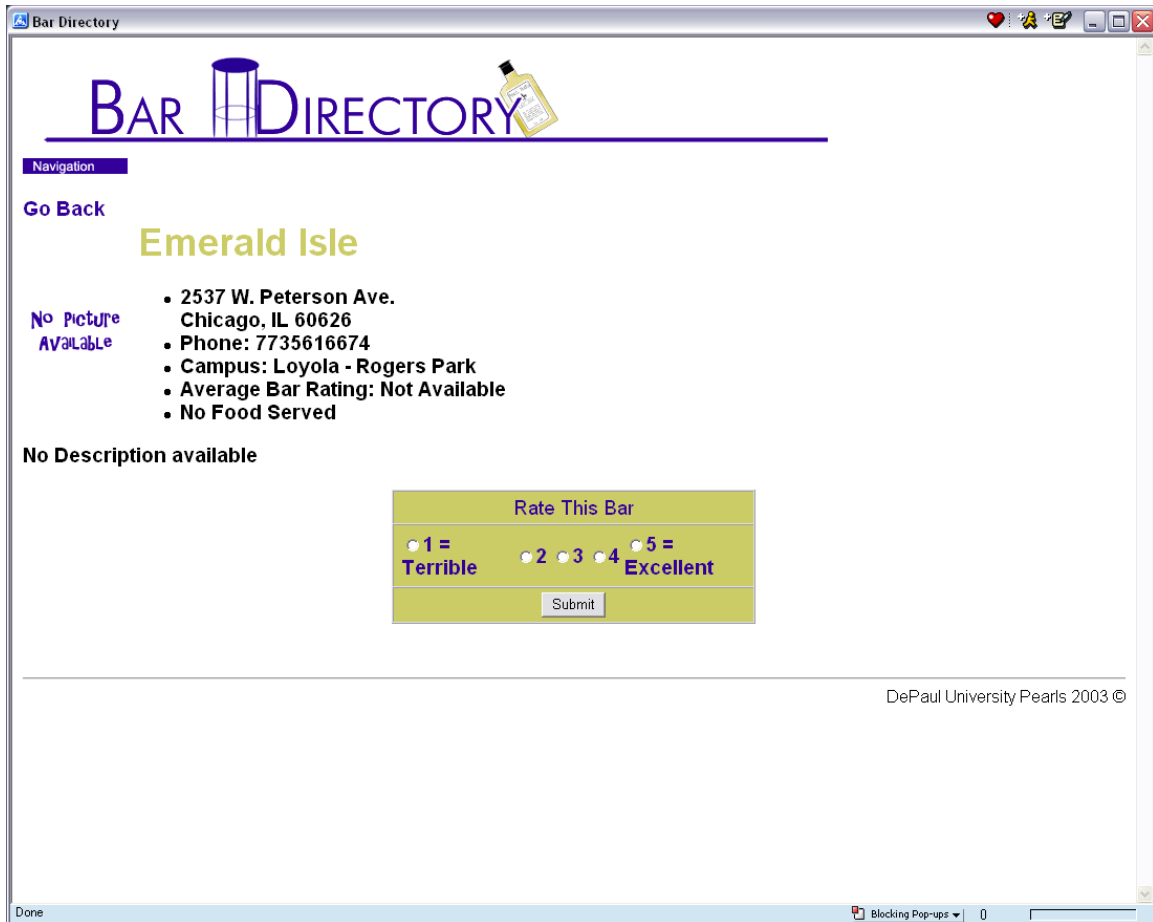 Bar Directory
BAR DIRECTORY
Navigation
Go Back
Emerald Isle
No Picture
Available
2537 W. Peterson Ave.
Chicago, IL 60626
Phone: 7735616674
Campus: Loyola - Rogers Park
Average Bar Rating: Not Available
No Food Served
No Description available
Rate This Bar
1 = Terrible 2 3 4 5 = Excellent
Submit
DePaul University Pearls 2003 ©
Done Blocking Pop-ups 0